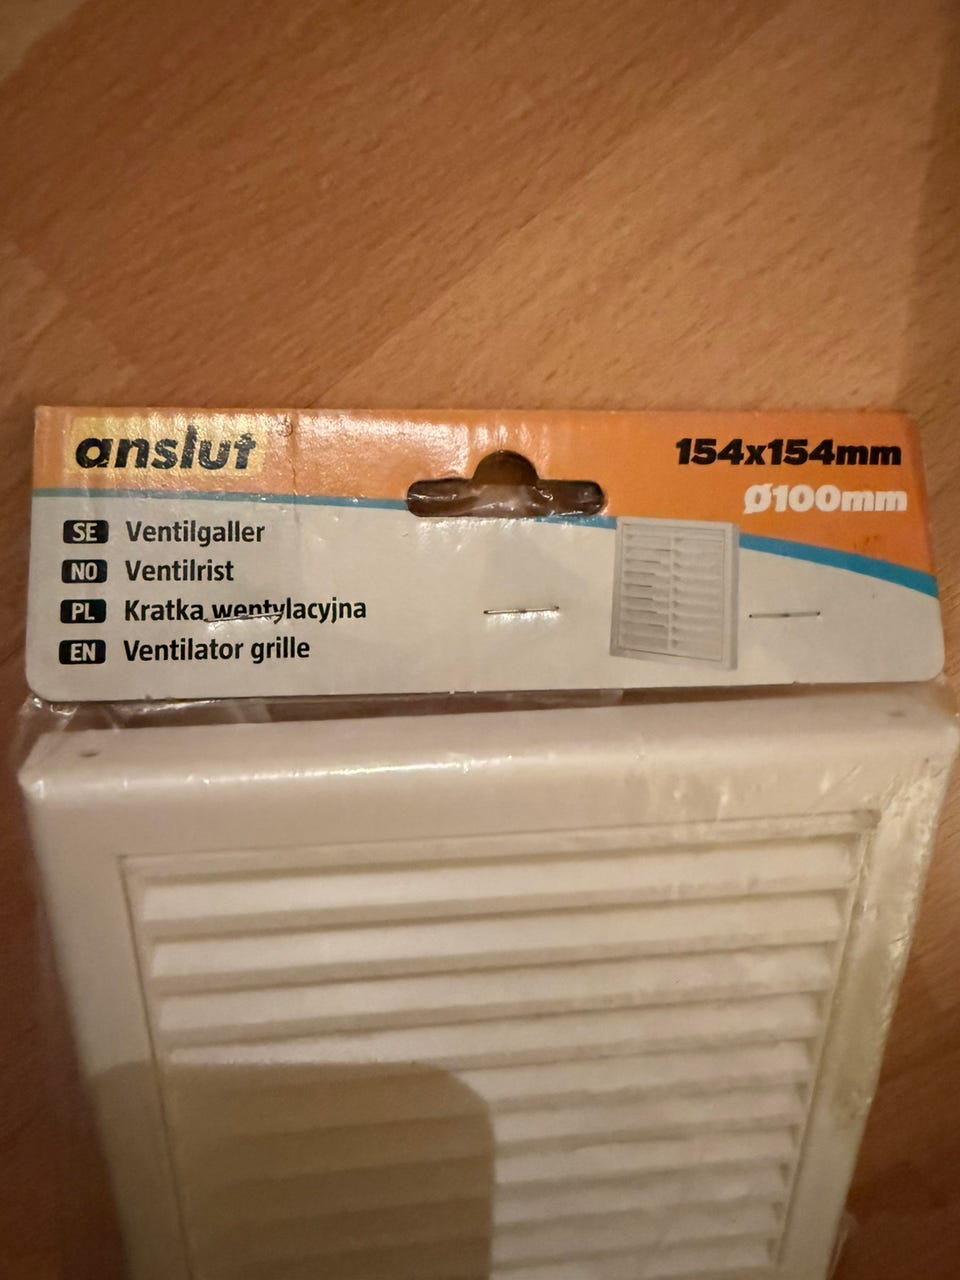 anslut
154x154mm
Ø100mm
SE Ventilgaller
NO Ventilrist
PL Kratka wentylacyjna
EN Ventilator grille